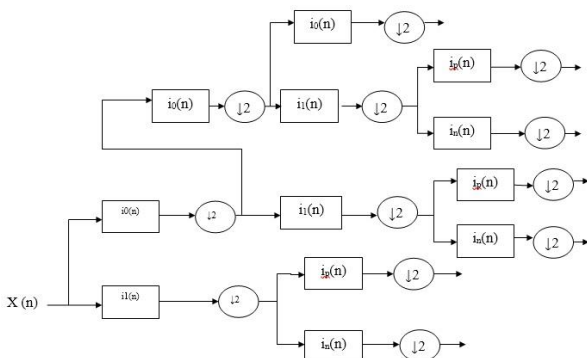 i0(n) ↓2
ip(n) ↓2
i0(n) ↓2 i1(n) ↓2
in(n) ↓2
ip(n) ↓2
i0(n) ↓2 i1(n) ↓2
in(n) ↓2
ip(n) ↓2
X (n) i1(n) ↓2
in(n) ↓2